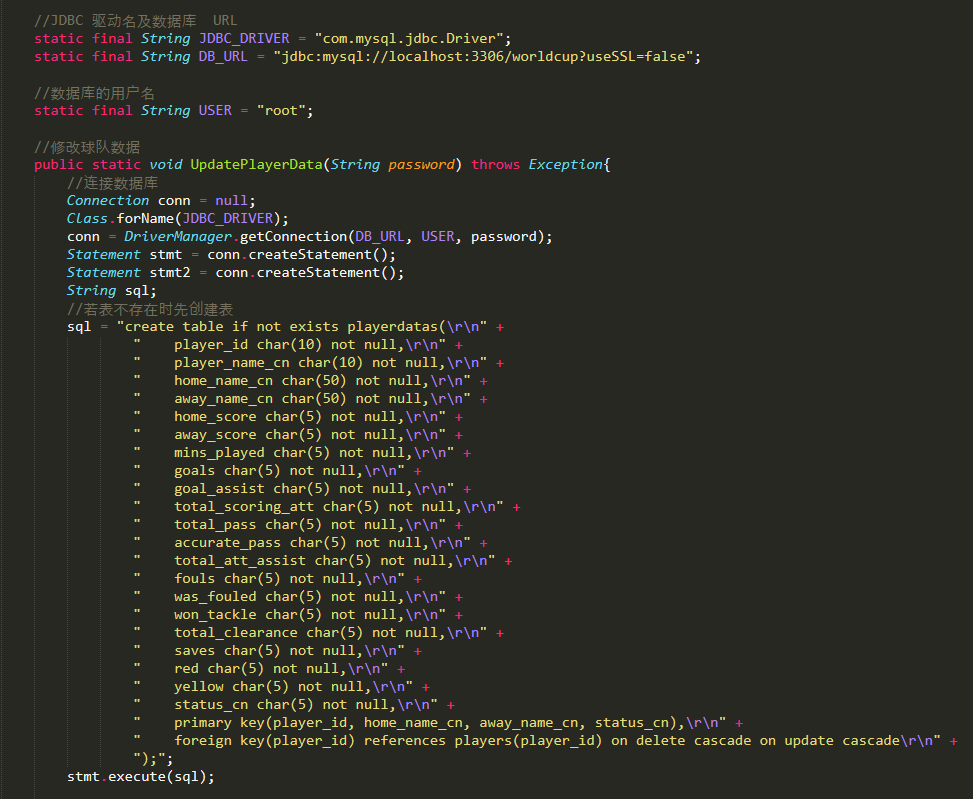 //JDBC 驱动名及数据库  URL
static final String JDBC_DRIVER = "com.mysql.jdbc.Driver";
static final String DB_URL = "jdbc:mysql://localhost:3306/worldcup?useSSL=false";
//数据库的用户名
static final String USER = "root";
//修改球队数据
public static void UpdatePlayerData(String password) throws Exception{
//连接数据库
Connection conn = null;
Class.forName(JDBC_DRIVER);
conn = DriverManager.getConnection(DB_URL, USER, password);
Statement stmt = conn.createStatement();
Statement stmt2 = conn.createStatement();
String sql;
//若表不存在时先创建表
sql = "create table if not exists playerdatas(\r\n" +
"    player_id char(10) not null,\r\n" +
"    player_name_cn char(10) not null,\r\n" +
"    home_name_cn char(50) not null,\r\n" +
"    away_name_cn char(50) not null,\r\n" +
"    home_score char(5) not null,\r\n" +
"    away_score char(5) not null,\r\n" +
"    mins_played char(5) not null,\r\n" +
"    goals char(5) not null,\r\n" +
"    goal_assist char(5) not null,\r\n" +
"    total_scoring_att char(5) not null,\r\n" +
"    total_pass char(5) not null,\r\n" +
"    accurate_pass char(5) not null,\r\n" +
"    total_att_assist char(5) not null,\r\n" +
"    fouls char(5) not null,\r\n" +
"    was_fouled char(5) not null,\r\n" +
"    won_tackle char(5) not null,\r\n" +
"    total_clearance char(5) not null,\r\n" +
"    saves char(5) not null,\r\n" +
"    red char(5) not null,\r\n" +
"    yellow char(5) not null,\r\n" +
"    status_cn char(5) not null,\r\n" +
"    primary key(player_id, home_name_cn, away_name_cn, status_cn),\r\n" +
"    foreign key(player_id) references players(player_id) on delete cascade on update cascade\r\n" +
");";
stmt.execute(sql);